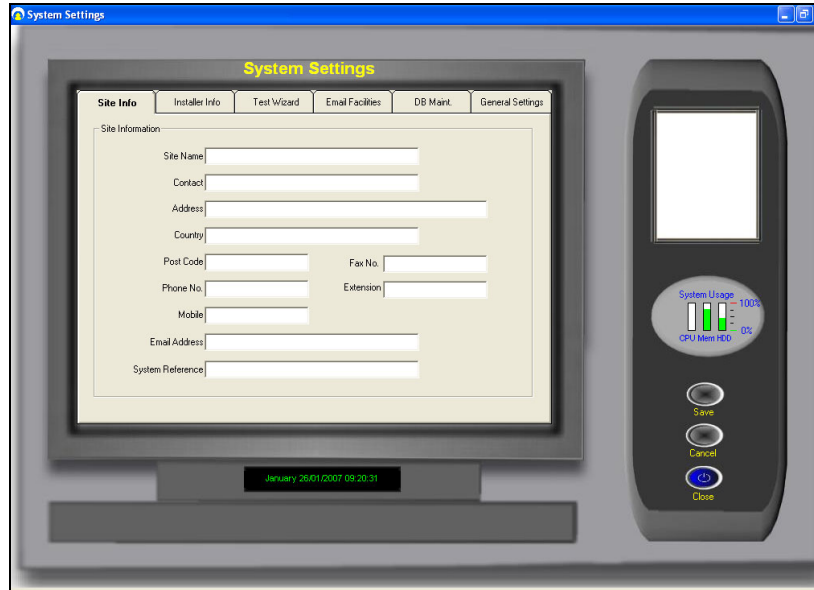 System Settings
System Settings
Site Info Installer Info Test Wizard Email Facilities DB Maint. General Settings
Site Information
Site Name
Contact
Address
Country
Post Code Fax No.
Phone No. Extension
Mobile
Email Address
System Reference
January 26/01/2007 09:20:31
System Usage
100%
0%
CPU Mem HDD
Save
Cancel
Close